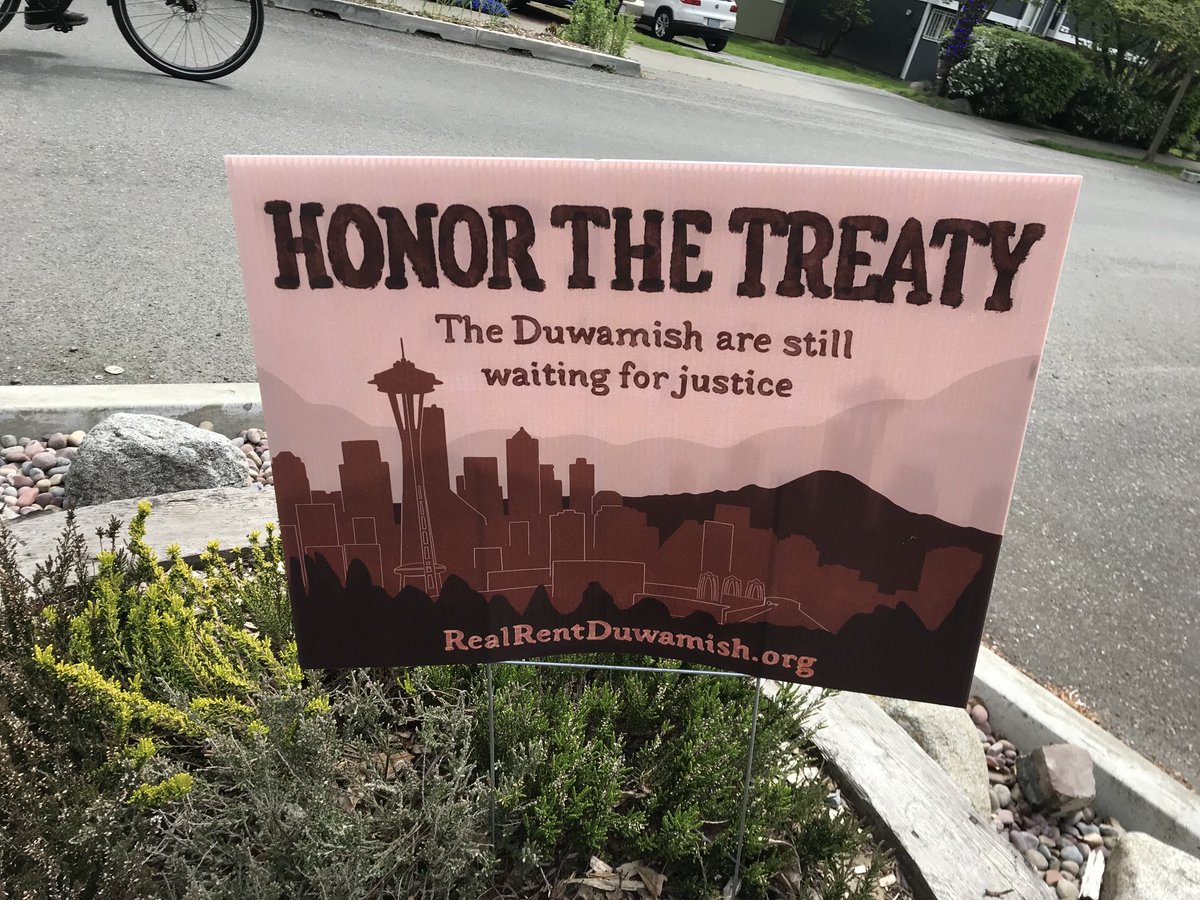 HONOR THE TREATY
The Duwamish are still
waiting for justice
RealRentDuwamish.org